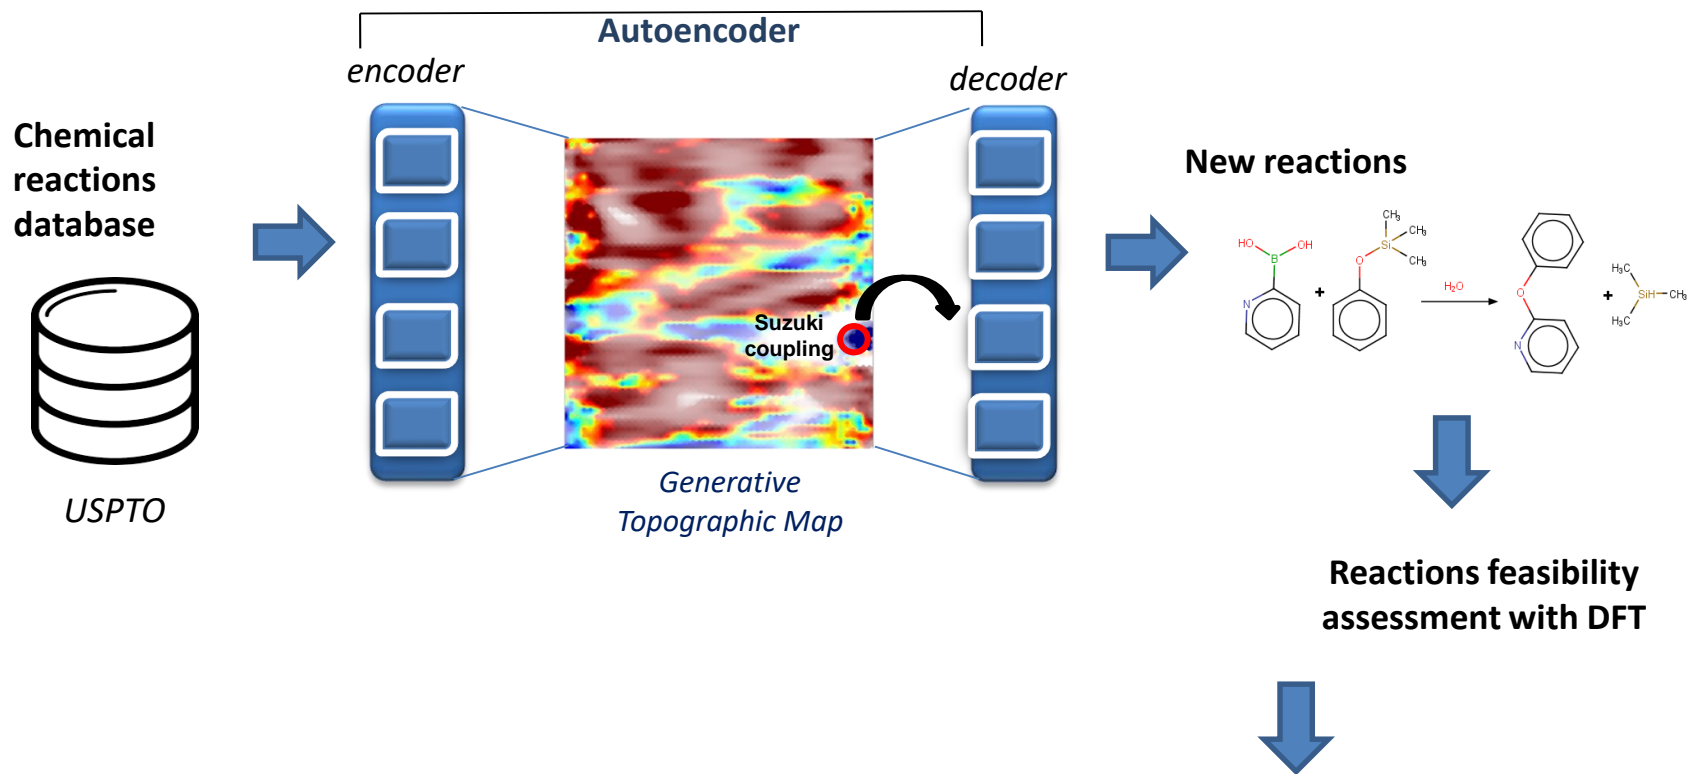 Autoencoder
encoder
decoder
Chemical
reactions
database
USPTO
Suzuki
coupling
Generative
Topographic Map
New reactions
HO
OH
B
N
CH₃
CH₃
Si
CH₃
O
+
H₂O
O
N
+
H₃C
SiH
CH₃
H₃C
Reactions feasibility
assessment with DFT